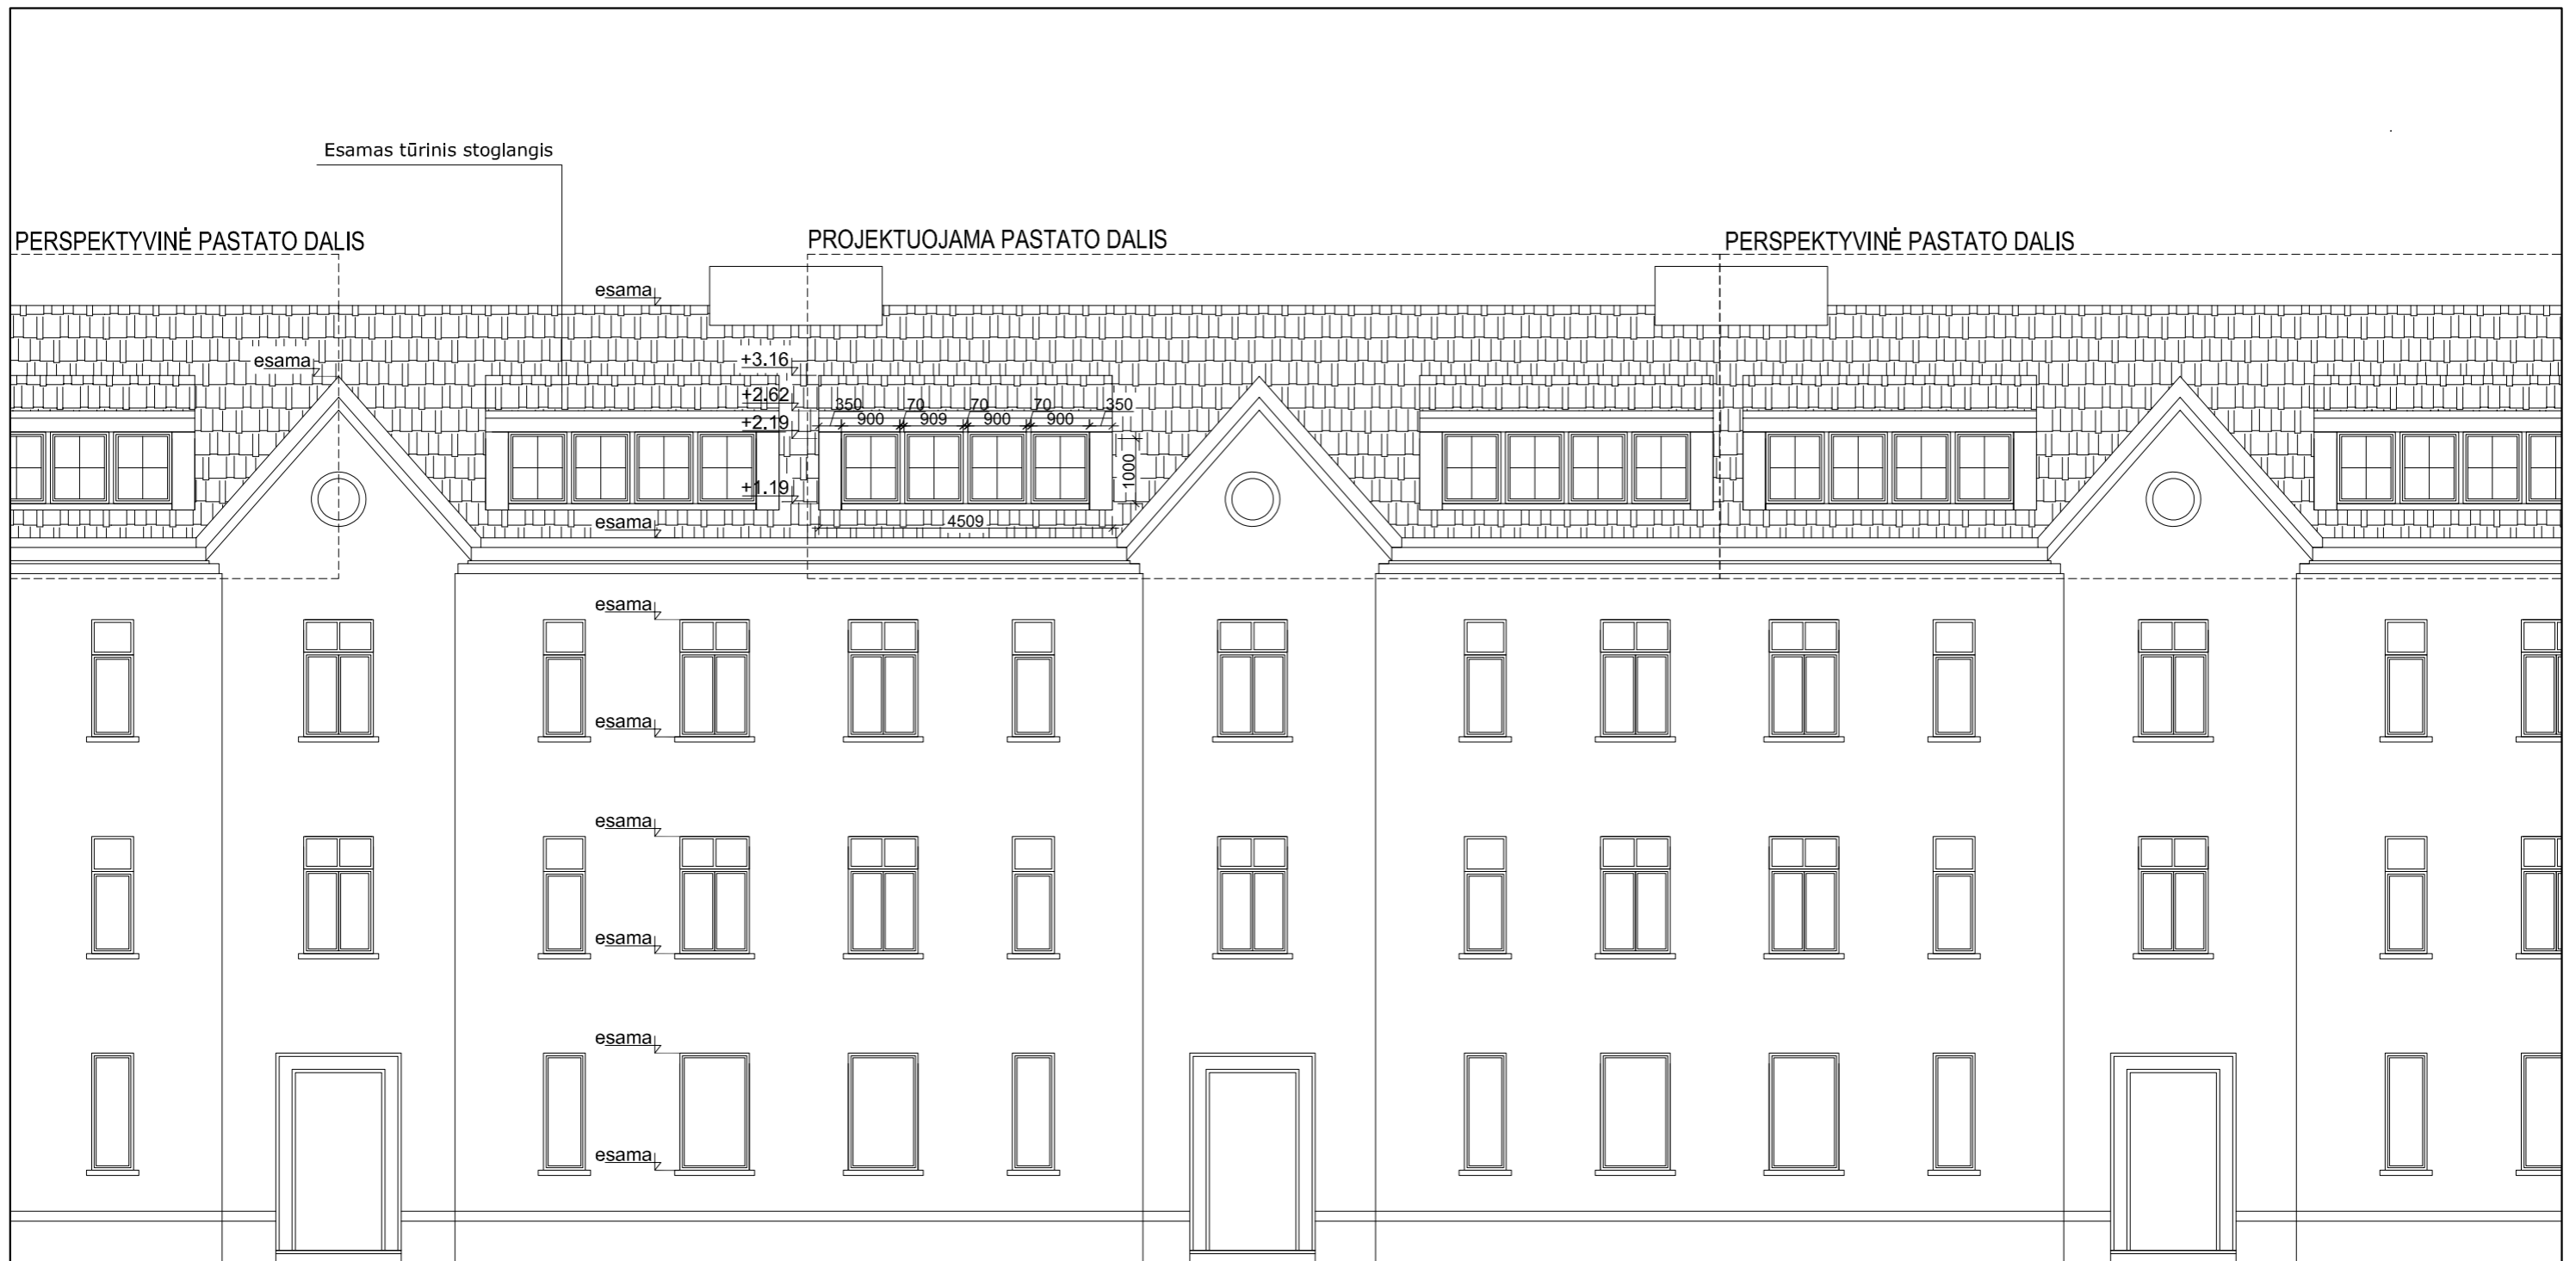 Esamas tūrinis stoglangis
PERSPEKTYVINĖ PASTATO DALIS
PROJEKTUOJAMA PASTATO DALIS
PERSPEKTYVINĖ PASTATO DALIS
esama
esama
+3.16
+2.62
350 70 70 70 350
900 909 900 900
+2.19
1000
+1.19
esama
4509
esama
esama
esama
esama
esama
esama